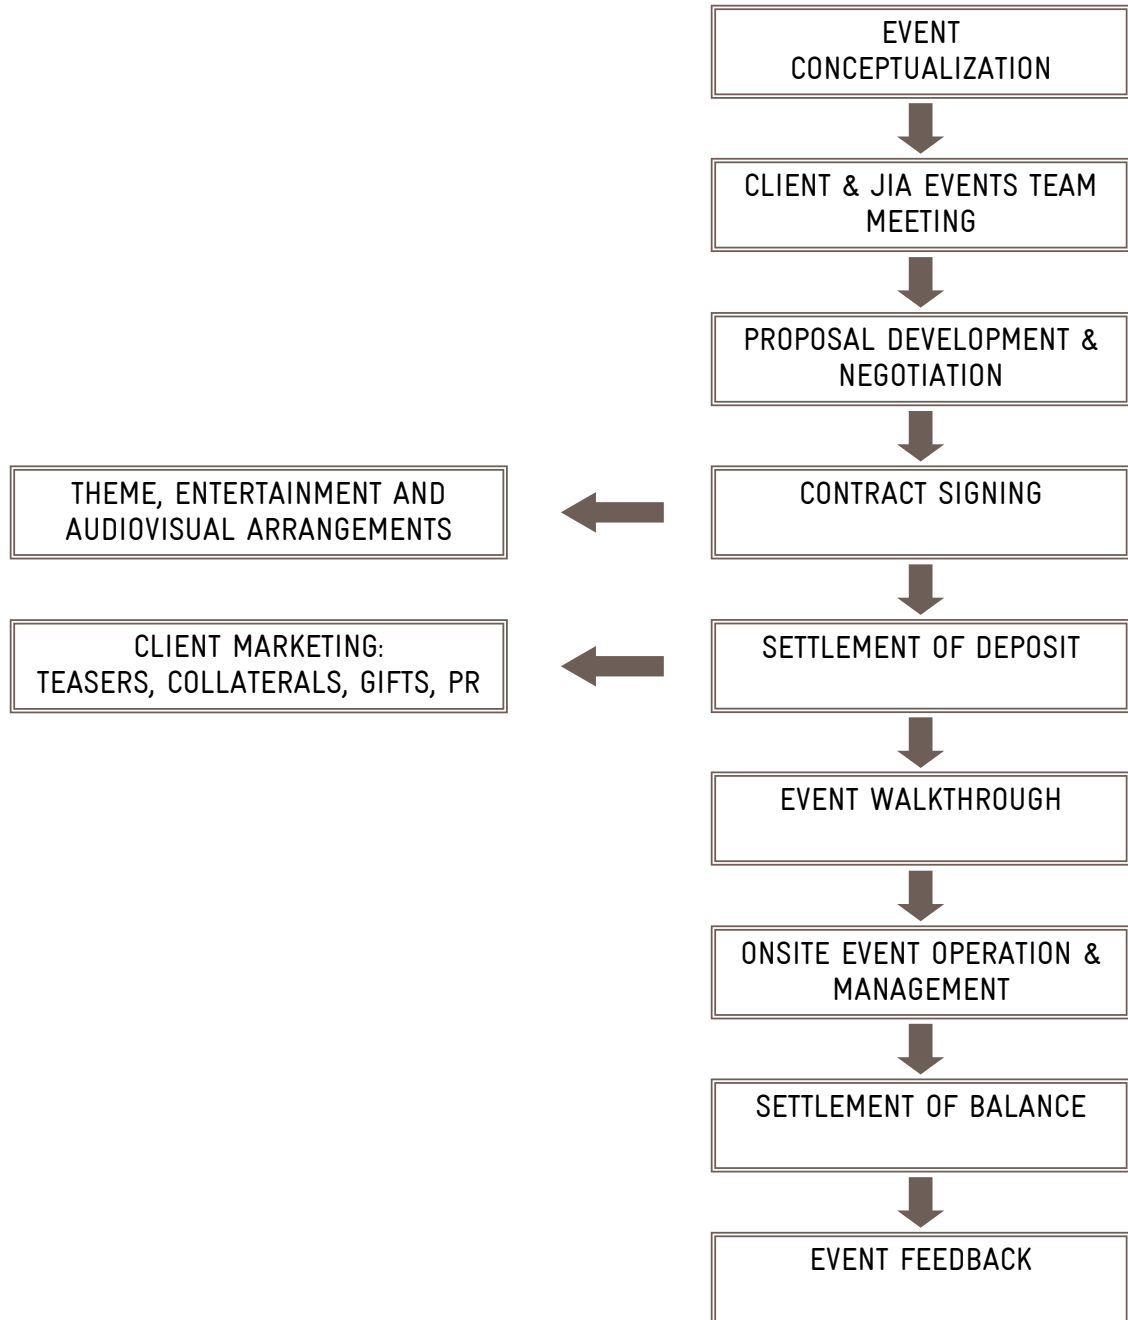 EVENT
CONCEPTUALIZATION
CLIENT & JIA EVENTS TEAM
MEETING
PROPOSAL DEVELOPMENT &
NEGOTIATION
THEME, ENTERTAINMENT AND
AUDIOVISUAL ARRANGEMENTS
CONTRACT SIGNING
CLIENT MARKETING:
TEASERS, COLLATERALS, GIFTS, PR
SETTLEMENT OF DEPOSIT
EVENT WALKTHROUGH
ONSITE EVENT OPERATION &
MANAGEMENT
SETTLEMENT OF BALANCE
EVENT FEEDBACK